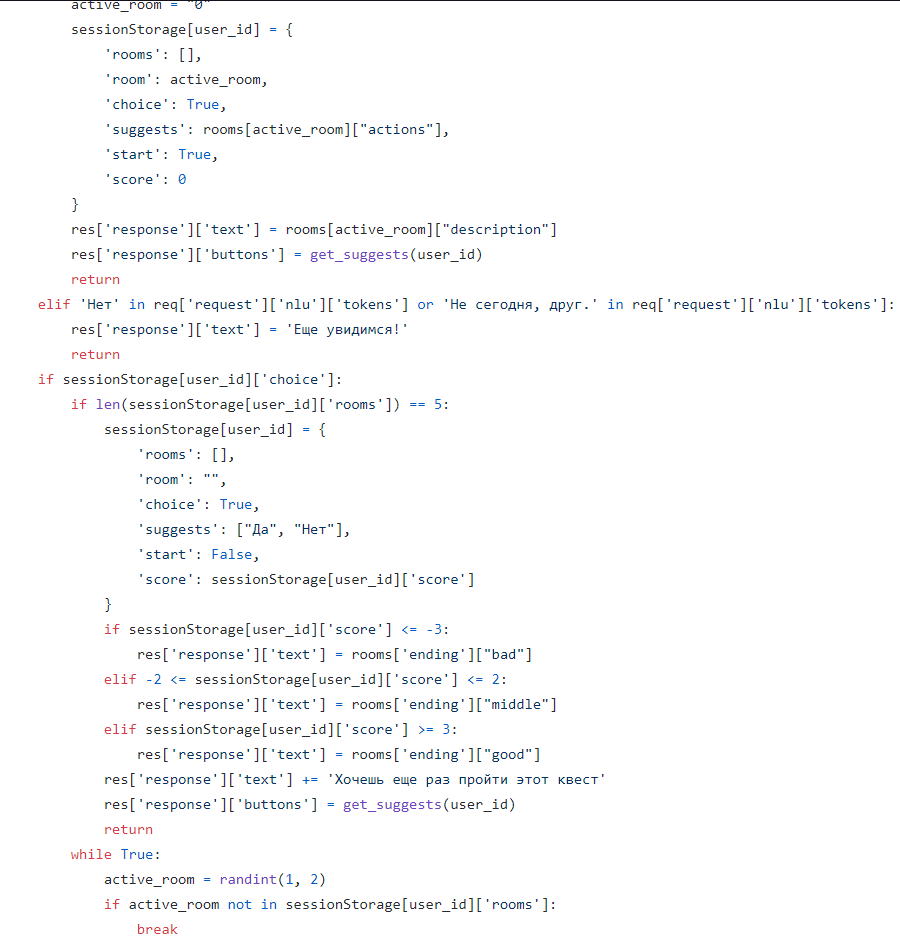 active_room = "0"
sessionStorage[user_id] = {
'rooms': [],
'room': active_room,
'choice': True,
'suggests': rooms[active_room]["actions"],
'start': True,
'score': 0
}
res['response']['text'] = rooms[active_room]["description"]
res['response']['buttons'] = get_suggests(user_id)
return
elif 'Нет' in req['request']['nlu']['tokens'] or 'Не сегодня, друг.' in req['request']['nlu']['tokens']:
res['response']['text'] = 'Еще увидимся!'
return
if sessionStorage[user_id]['choice']:
if len(sessionStorage[user_id]['rooms']) == 5:
sessionStorage[user_id] = {
'rooms': [],
'room': "",
'choice': True,
'suggests': ["Да", "Нет"],
'start': False,
'score': sessionStorage[user_id]['score']
}
if sessionStorage[user_id]['score'] <= -3:
res['response']['text'] = rooms['ending']["bad"]
elif -2 <= sessionStorage[user_id]['score'] <= 2:
res['response']['text'] = rooms['ending']["middle"]
elif sessionStorage[user_id]['score'] >= 3:
res['response']['text'] = rooms['ending']["good"]
res['response']['text'] += 'Хочешь еще раз пройти этот квест'
res['response']['buttons'] = get_suggests(user_id)
return
while True:
active_room = randint(1, 2)
if active_room not in sessionStorage[user_id]['rooms']:
break